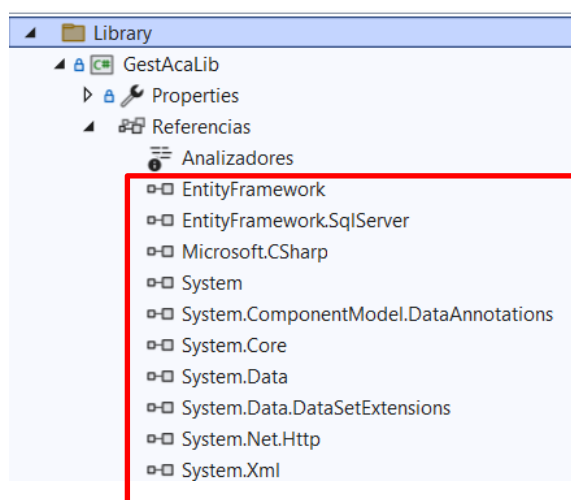 Library
C# GestAcaLib
Properties
Referencias
Analizadores
EntityFramework
EntityFramework.SqlServer
Microsoft.CSharp
System
System.ComponentModel.DataAnnotations
System.Core
System.Data
System.Data.DataSetExtensions
System.Net.Http
System.Xml